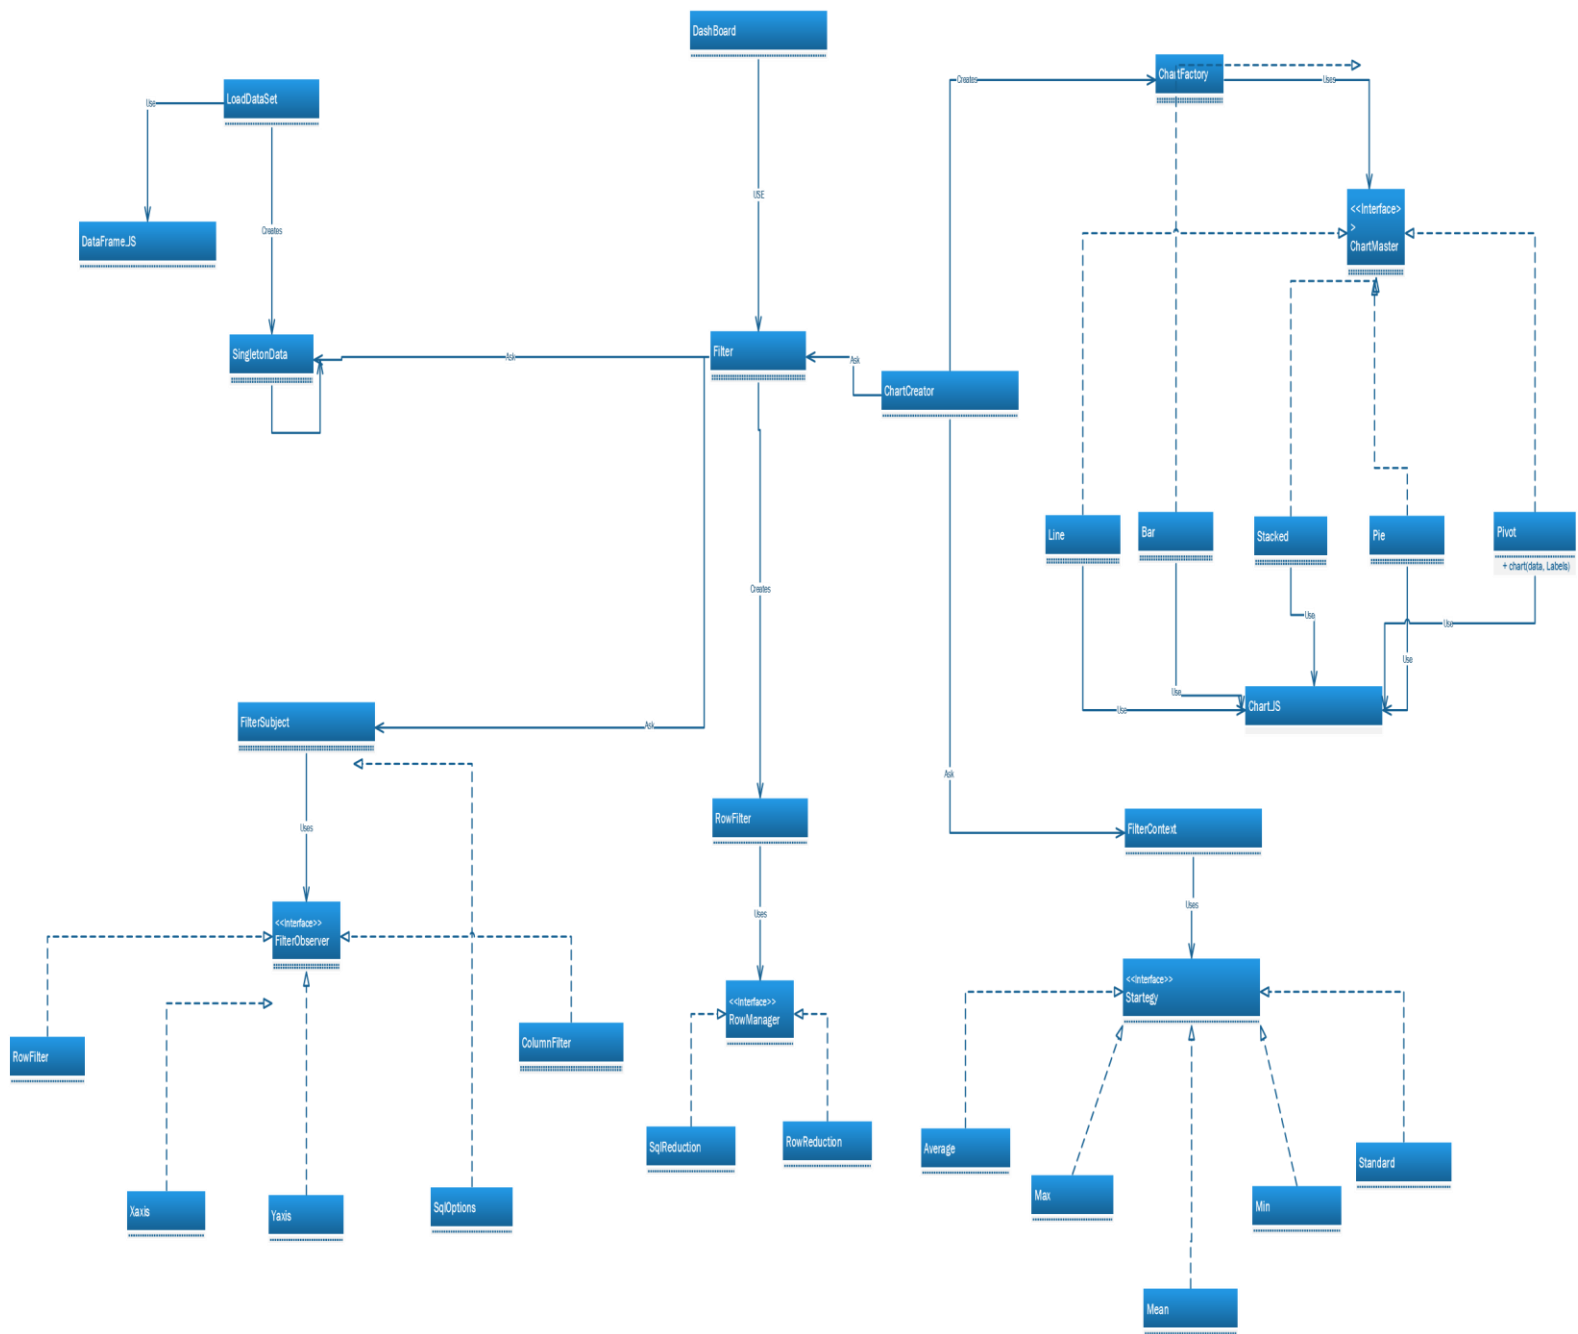 DashBoard
ChartFactory
Creates
Uses
LoadDataSet
Use
DataFrame.JS
Creates
USE
<<Interface>
>
ChartMaster
SingletonData
Ask
Filter
Ask
ChartCreator
Line
Bar
Stacked
Pie
Pivot
+ chart(data, Labels)
Creates
Use
Use
Use
Use
Use
Chart.JS
FilterSubject
Ask
Ask
RowFilter
FilterContext
Uses
Uses
Uses
<<Interface>>
FilterObserver
<<Interface>>
RowManager
<<Interface>>
Startegy
RowFilter
ColumnFilter
SqlReduction
RowReduction
Average
Standard
Xaxis
Yaxis
SqlOptions
Max
Min
Mean